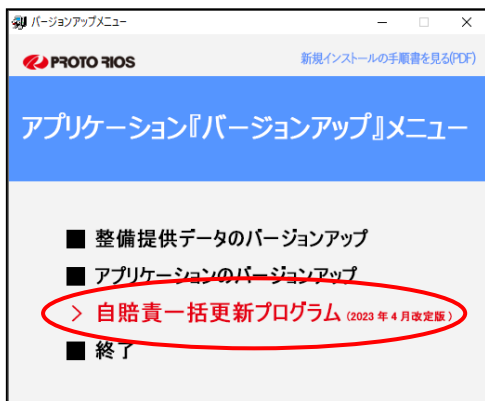 バージョンアップメニュー
PROTO RIOS
新規インストールの手順書を見る(PDF)
アプリケーション『バージョンアップ』メニュー
■ 整備提供データのバージョンアップ
■ アプリケーションのバージョンアップ
> 自賠責一括更新プログラム (2023年4月改定版)
■ 終了